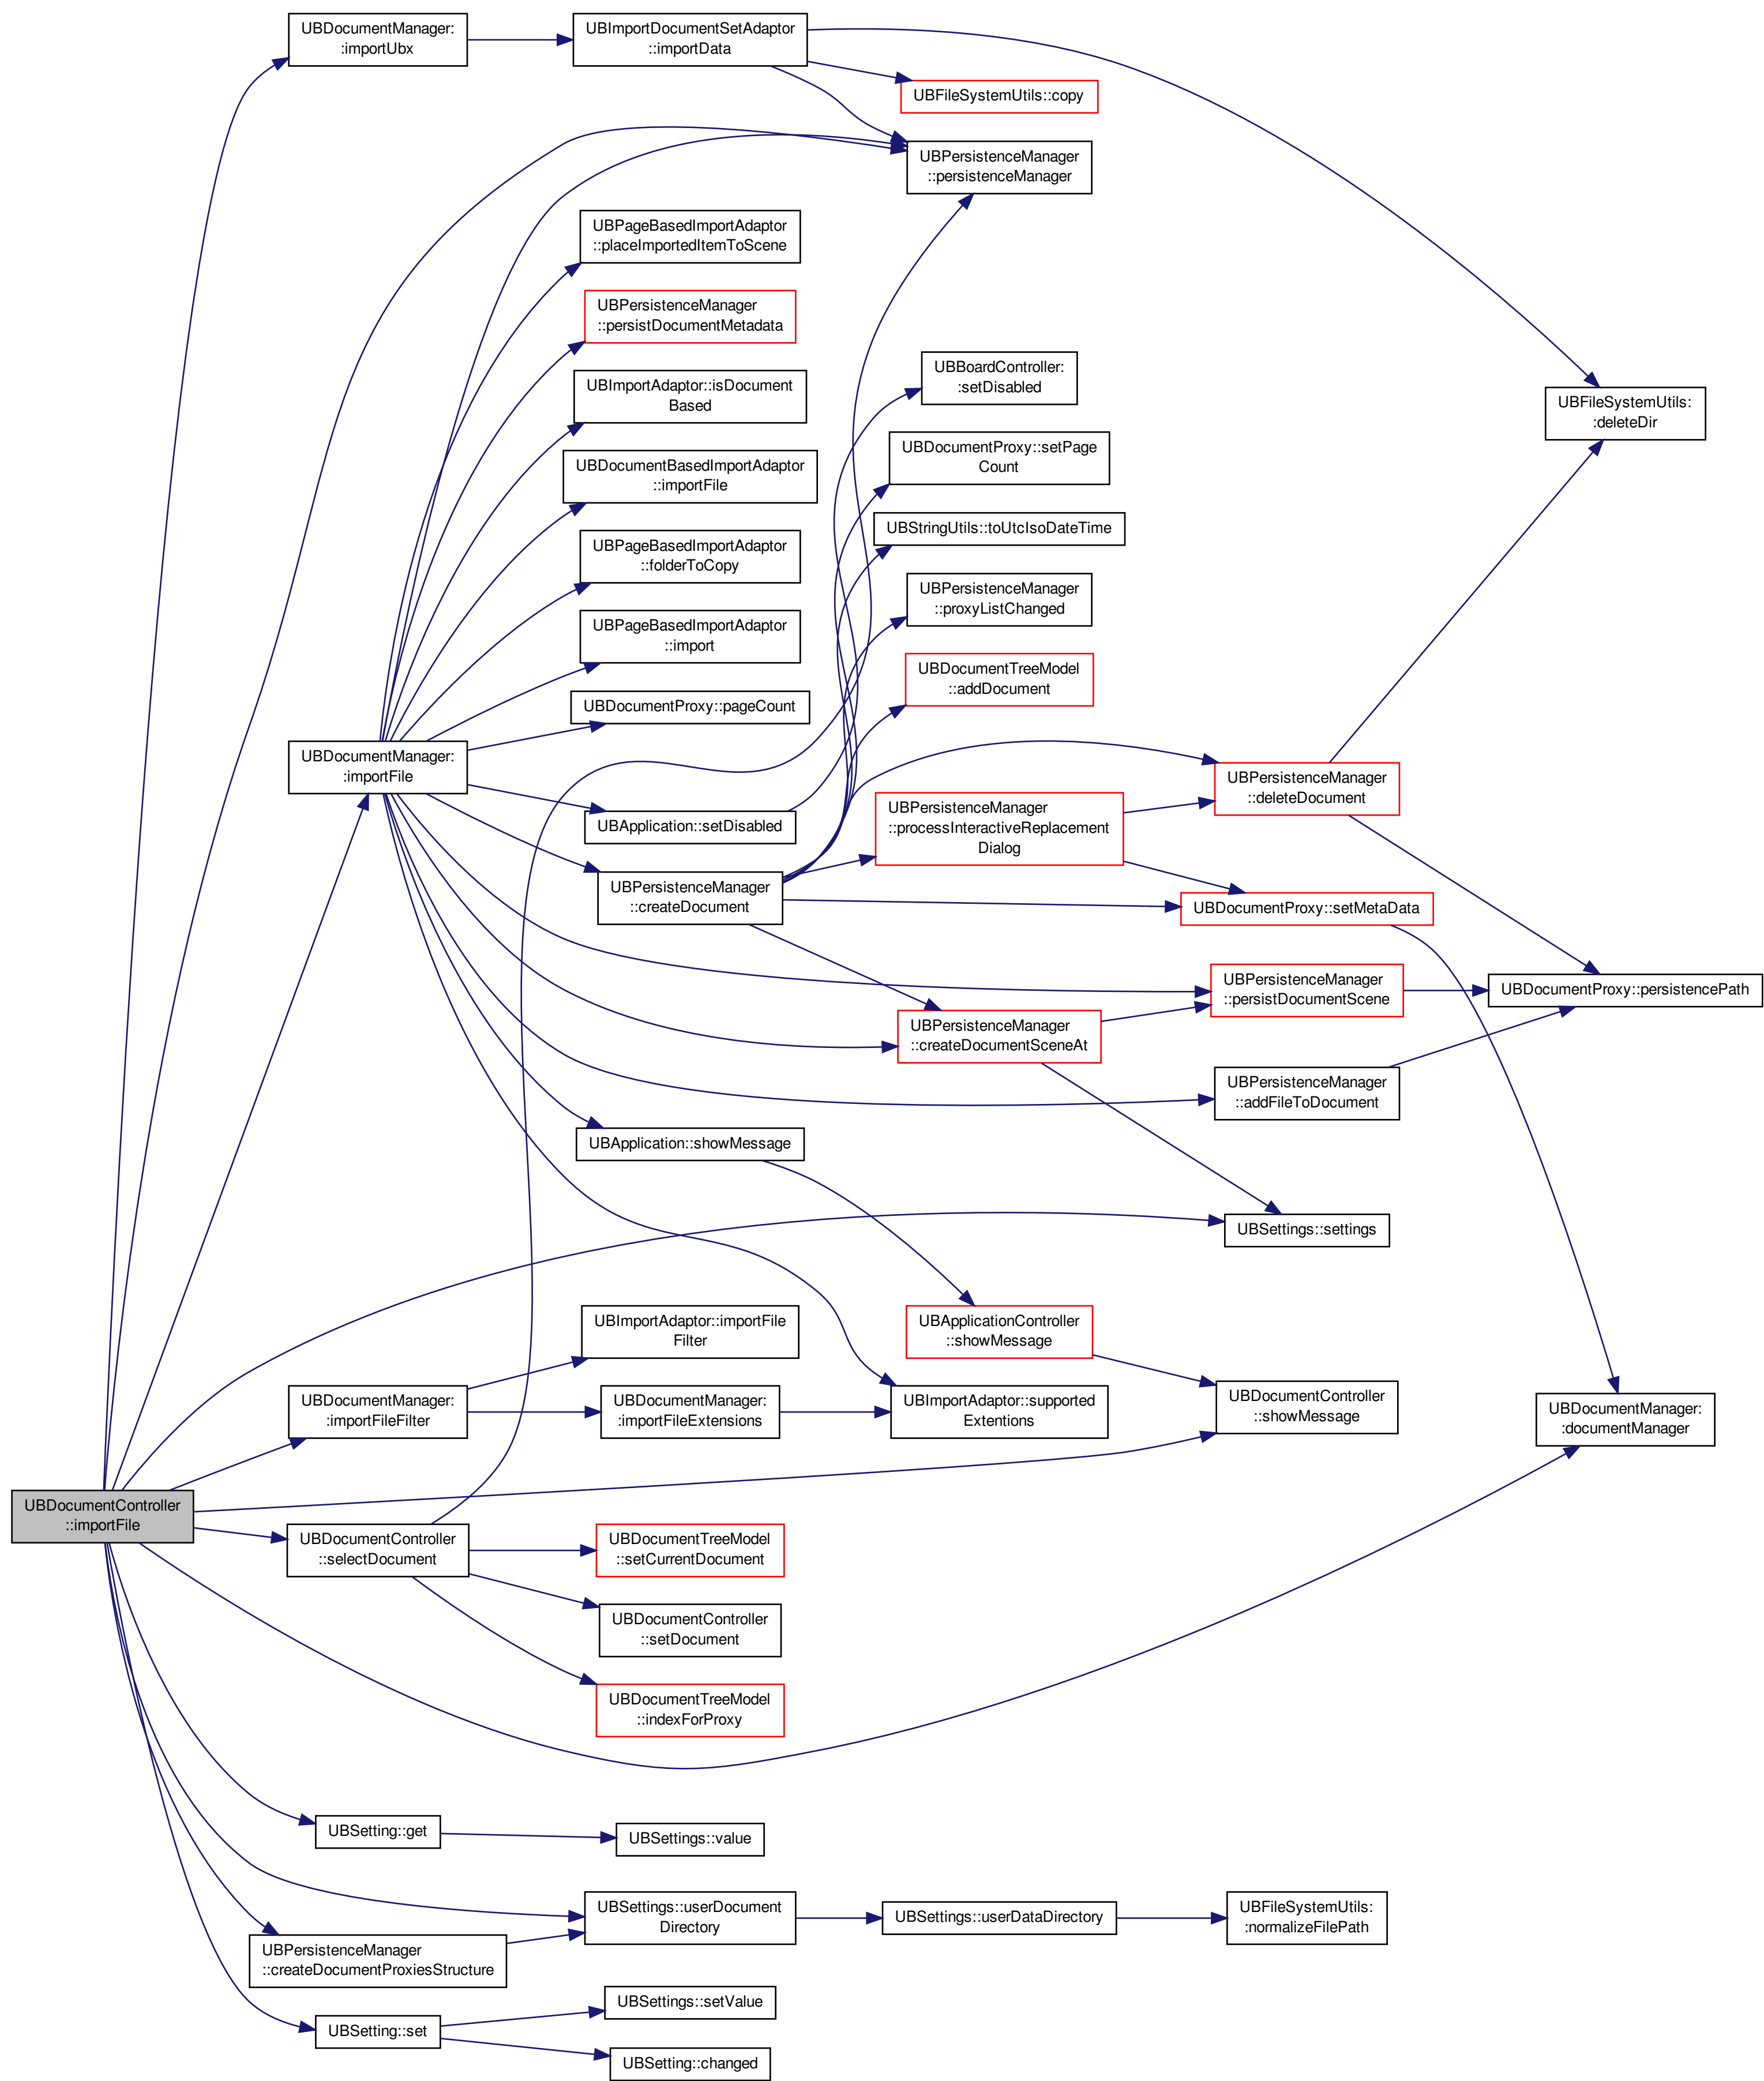 UBDocumentManager:
:importUbx
UBImportDocumentSetAdaptor
::importData
UBFileSystemUtils::copy
UBPersistenceManager
::persistenceManager
UBPageBasedImportAdaptor
::placeImportedItemToScene
UBPersistenceManager
::persistDocumentMetadata
UBBoardController:
:setDisabled
UBImportAdaptor::isDocument
Based
UBFileSystemUtils:
:deleteDir
UBDocumentProxy::setPage
Count
UBDocumentBasedImportAdaptor
::importFile
UBStringUtils::toUtcIsoDateTime
UBPageBasedImportAdaptor
::folderToCopy
UBPersistenceManager
::proxyListChanged
UBPageBasedImportAdaptor
::import
UBDocumentTreeModel
::addDocument
UBDocumentProxy::pageCount
UBDocumentManager:
:importFile
UBPersistenceManager
::deleteDocument
UBPersistenceManager
::processInteractiveReplacement
Dialog
UBApplication::setDisabled
UBPersistenceManager
::createDocument
UBDocumentProxy::setMetaData
UBPersistenceManager
::persistDocumentScene
UBDocumentProxy::persistencePath
UBPersistenceManager
::createDocumentSceneAt
UBPersistenceManager
::addFileToDocument
UBApplication::showMessage
UBSettings::settings
UBImportAdaptor::importFile
Filter
UBApplicationController
::showMessage
UBDocumentManager:
:importFileFilter
UBDocumentManager:
:importFileExtensions
UBImportAdaptor::supported
Extentions
UBDocumentController
::showMessage
UBDocumentManager:
:documentManager
UBDocumentController
::importFile
UBDocumentController
::selectDocument
UBDocumentTreeModel
::setCurrentDocument
UBDocumentController
::setDocument
UBDocumentTreeModel
::indexForProxy
UBSetting::get
UBSettings::value
UBSettings::userDocument
Directory
UBSettings::userDataDirectory
UBFileSystemUtils:
:normalizeFilePath
UBPersistenceManager
::createDocumentProxiesStructure
UBSettings::setValue
UBSetting::set
UBSetting::changed